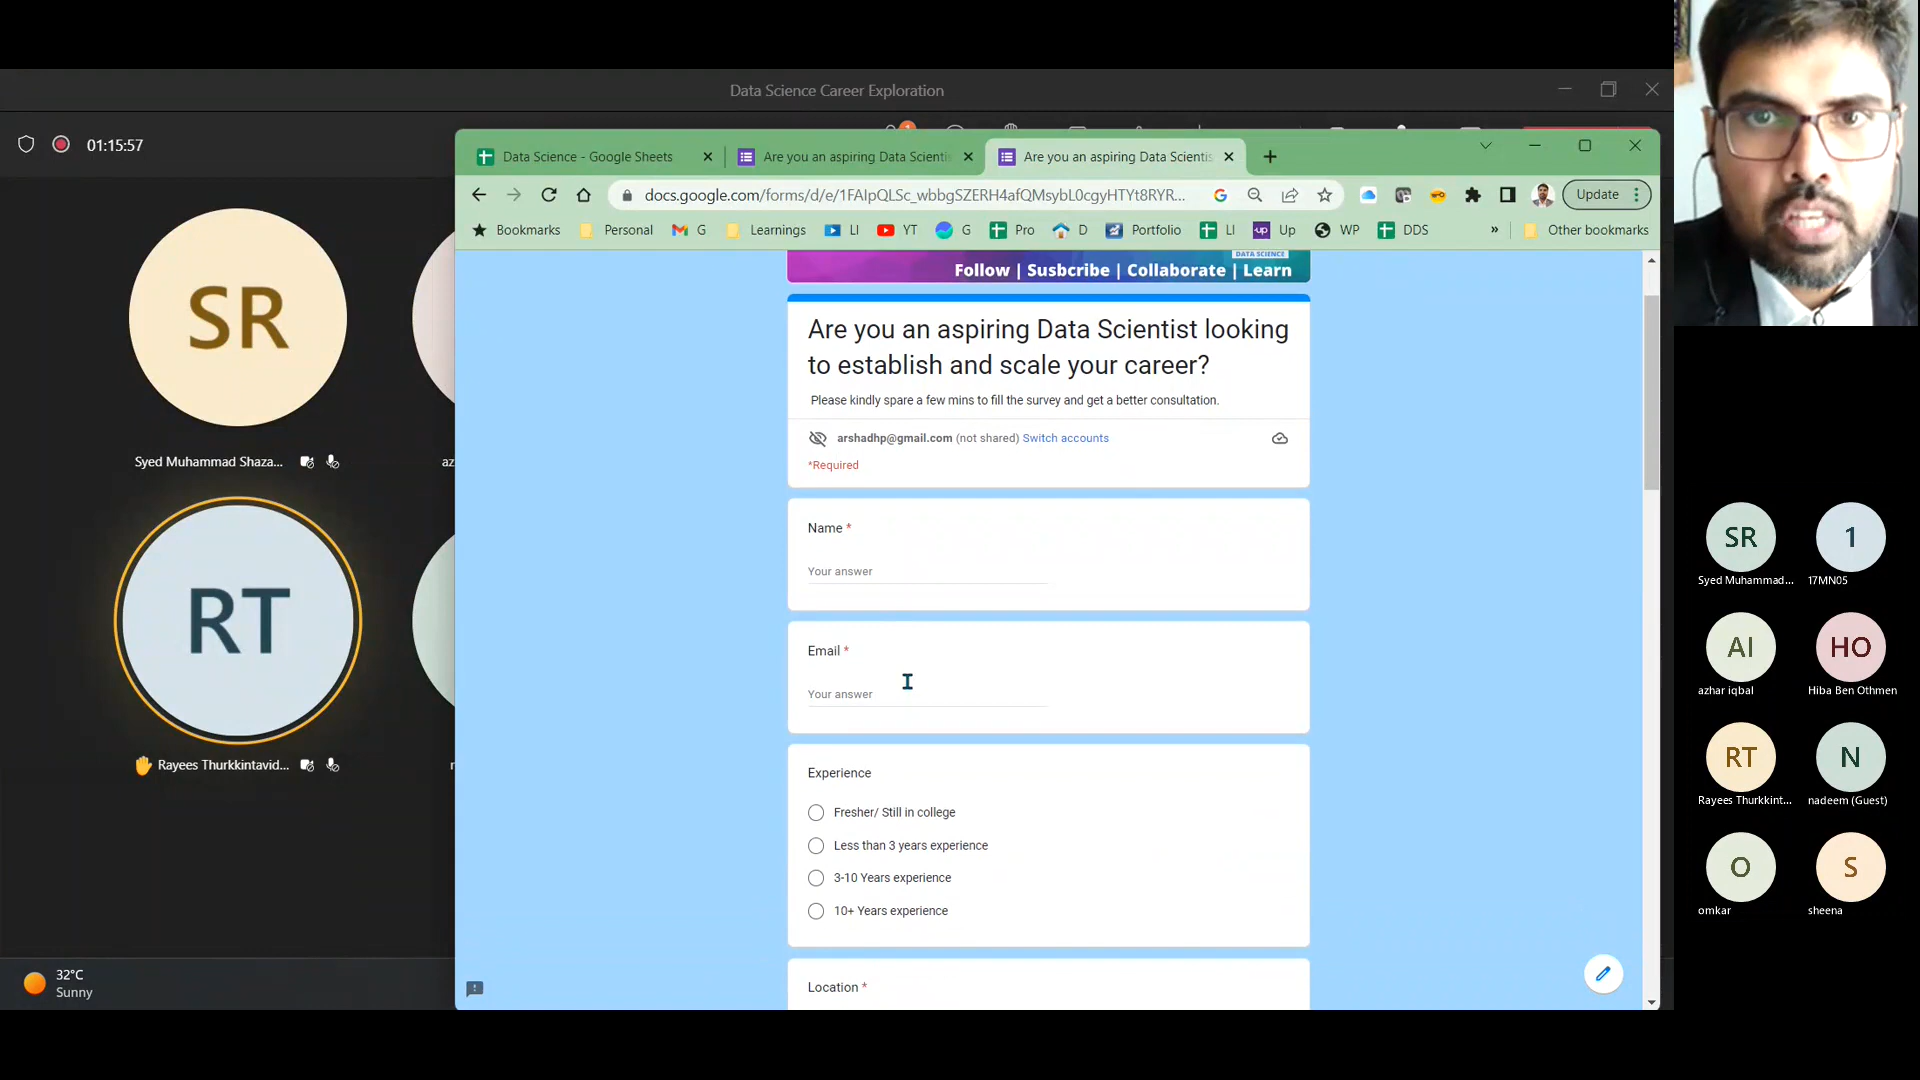 Data Science Career Exploration
01:15:57
SR
Syed Muhammad Shaza...
az
RT
Rayees Thurkkintavid...
32°C
Sunny
Data Science - Google Sheets
Are you an aspiring Data Scienti
Are you an aspiring Data Scientis
docs.google.com/forms/d/e/1FAIpQLSc_wbbgSZERH4afQMsybL0cgyHTYt8RYR...
Update
Bookmarks
Personal
G
Learnings
LI
YT
G
Pro
D
Portfolio
LI
Up
WP
DDS
»
Other bookmarks
DATA SCIENCE
Follow | Susbcribe | Collaborate | Learn
Are you an aspiring Data Scientist looking
to establish and scale your career?
Please kindly spare a few mins to fill the survey and get a better consultation.
arshadhp@gmail.com (not shared) Switch accounts
*Required
Name *
Your answer
Email *
Your answer
Experience
Fresher/ Still in college
Less than 3 years experience
3-10 Years experience
10+ Years experience
Location *
SR
Syed Muhammad...
1
17MN05
AI
azhar iqbal
HO
Hiba Ben Othmen
RT
Rayees Thurkkint...
N
nadeem (Guest)
O
omkar
S
sheena